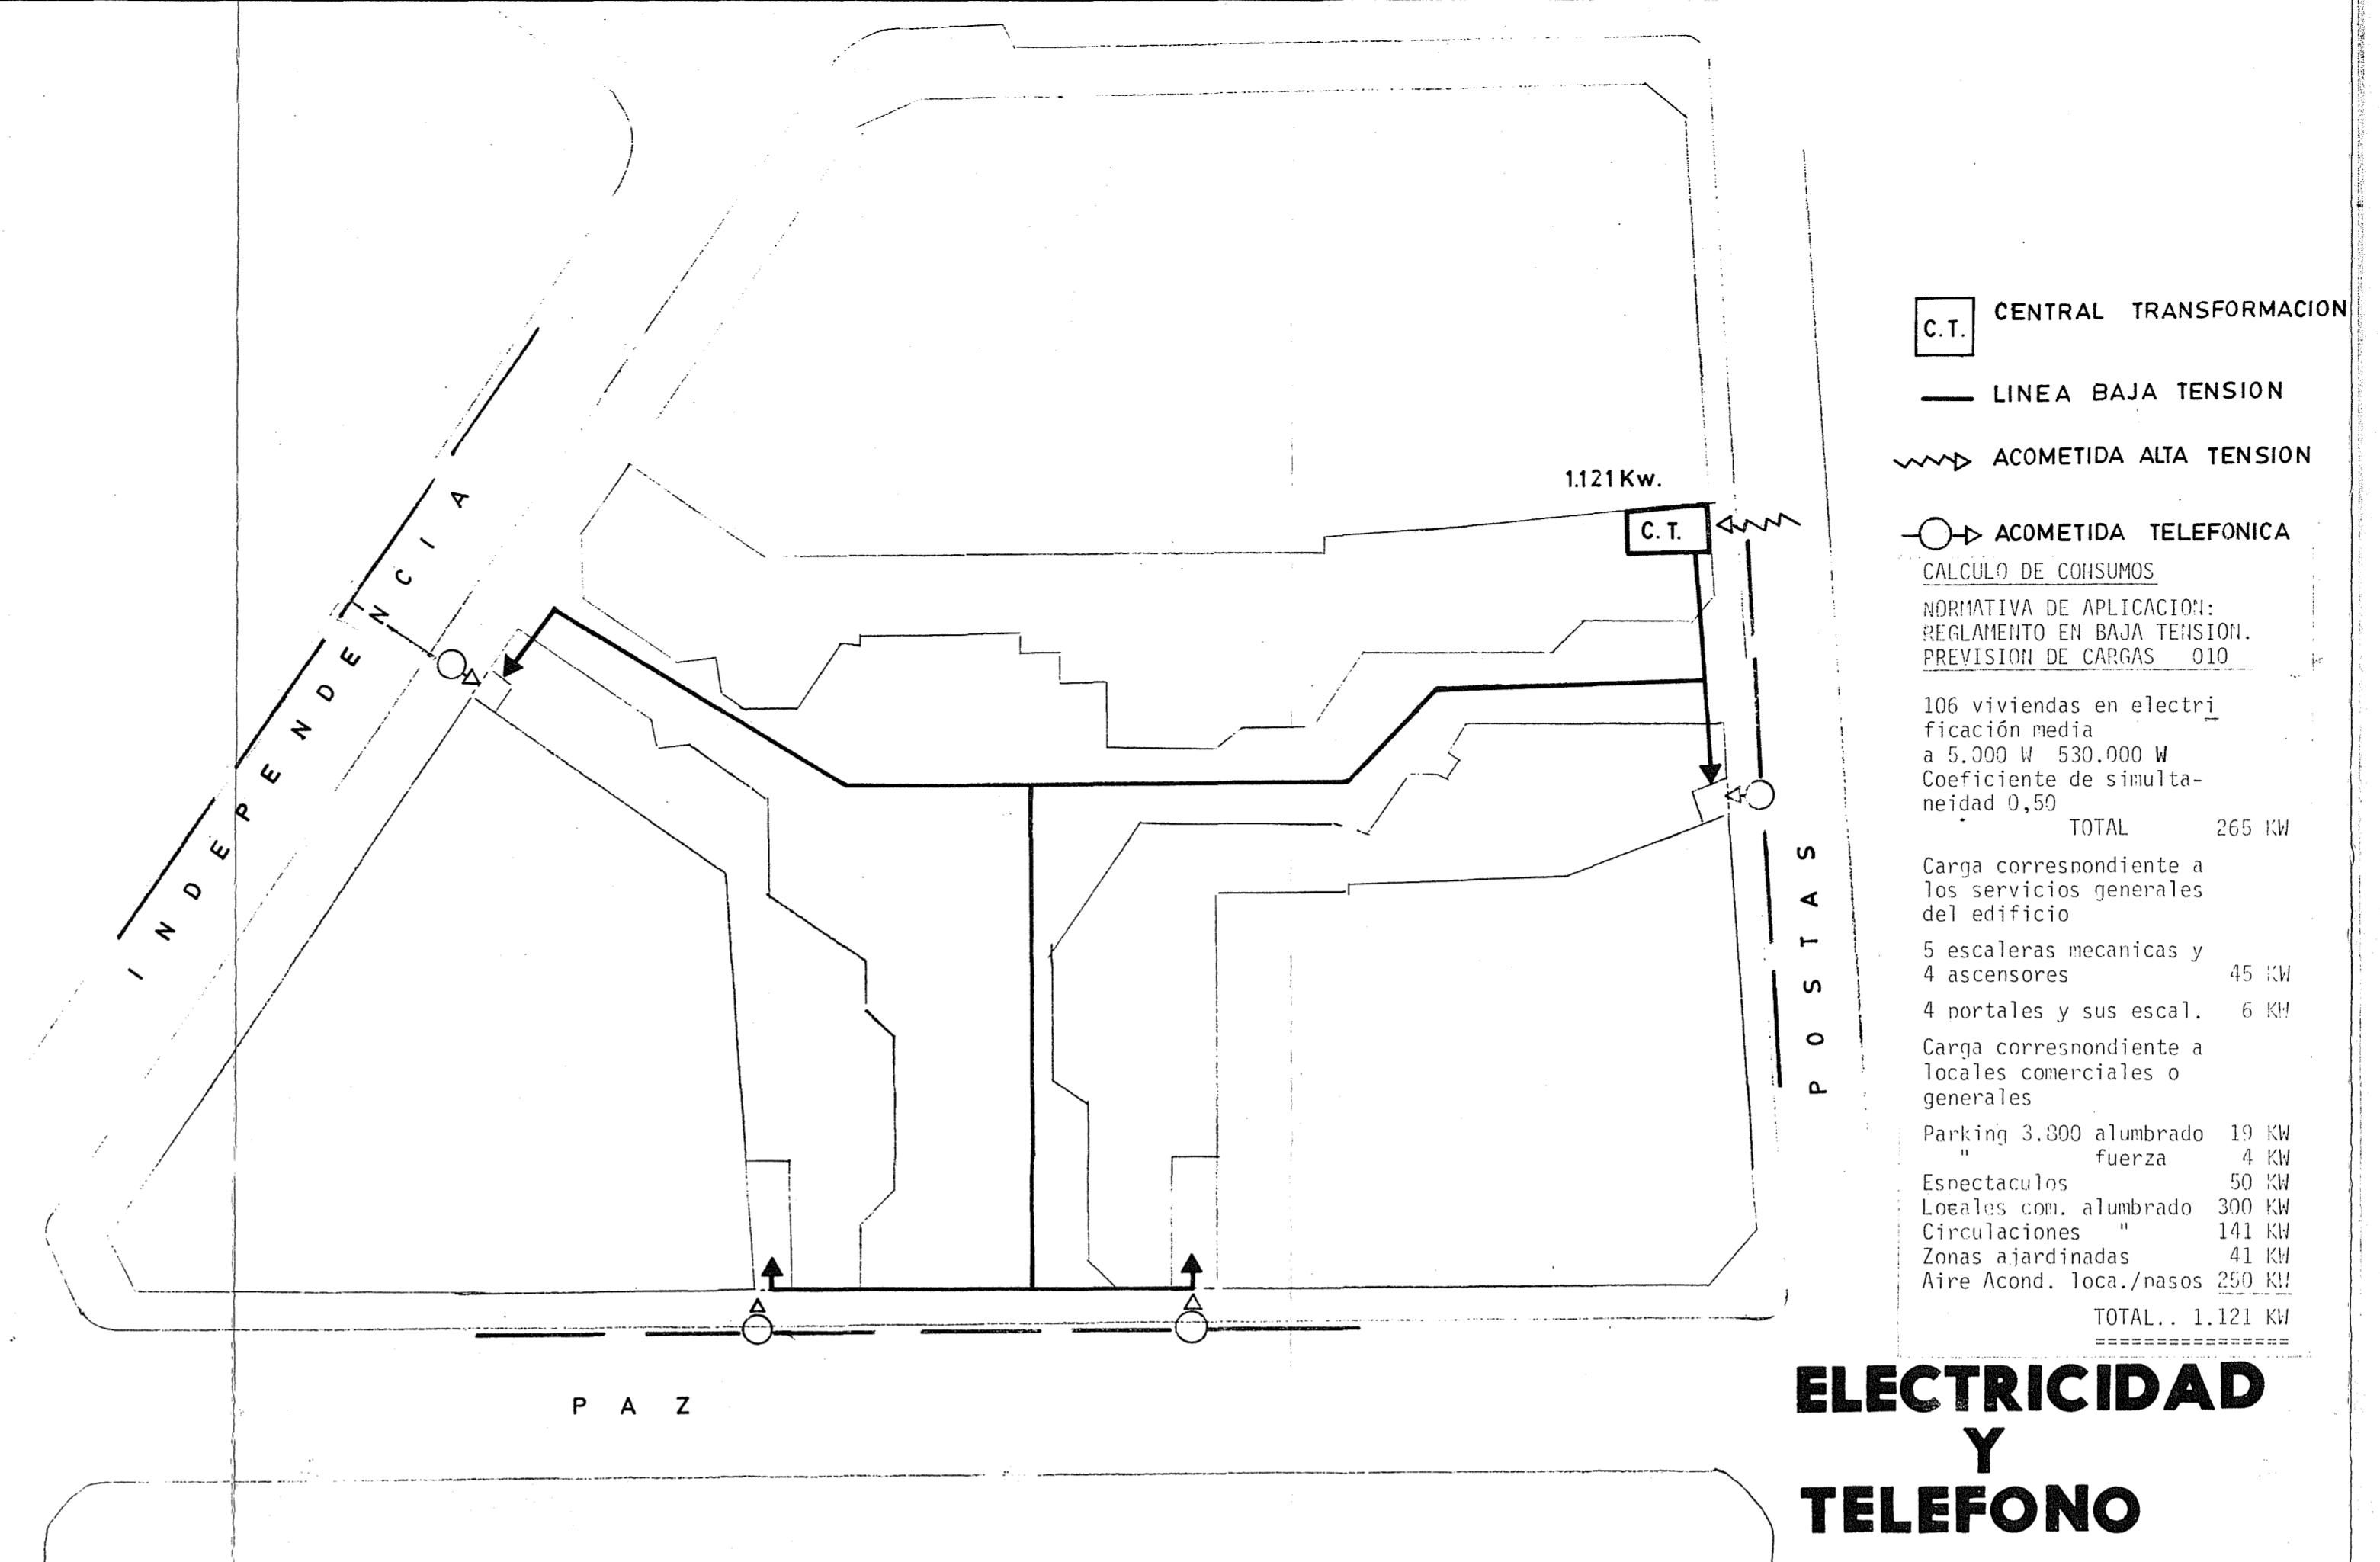 C.T. CENTRAL TRANSFORMACION
LINEA BAJA TENSION
ACOMETIDA ALTA TENSION
ACOMETIDA TELEFONICA
CALCULO DE CONSUMOS
NORMATIVA DE APLICACION:
REGLAMENTO EN BAJA TENSION.
PREVISION DE CARGAS 010
106 viviendas en electri
ficación media
a 5.000 W 530.000 W
Coeficiente de simulta-
neidad 0,50
TOTAL 265 KW
Carga correspondiente a
los servicios generales
del edificio
5 escaleras mecanicas y
4 ascensores 45 KW
4 portales y sus escal. 6 KW
Carga correspondiente a
locales comerciales o
generales
Parking 3.800 alumbrado 19 KW
" fuerza 4 KW
Espectaculos 50 KW
Locales com. alumbrado 300 KW
Circulaciones " 141 KW
Zonas ajardinadas 41 KW
Aire Acond. loca./pasos 250 KW
TOTAL.. 1.121 KW
================
1.121 Kw.
C.T.
INDEPENDENCIA
POSTAS
PAZ
ELECTRICIDAD
Y
TELEFONO